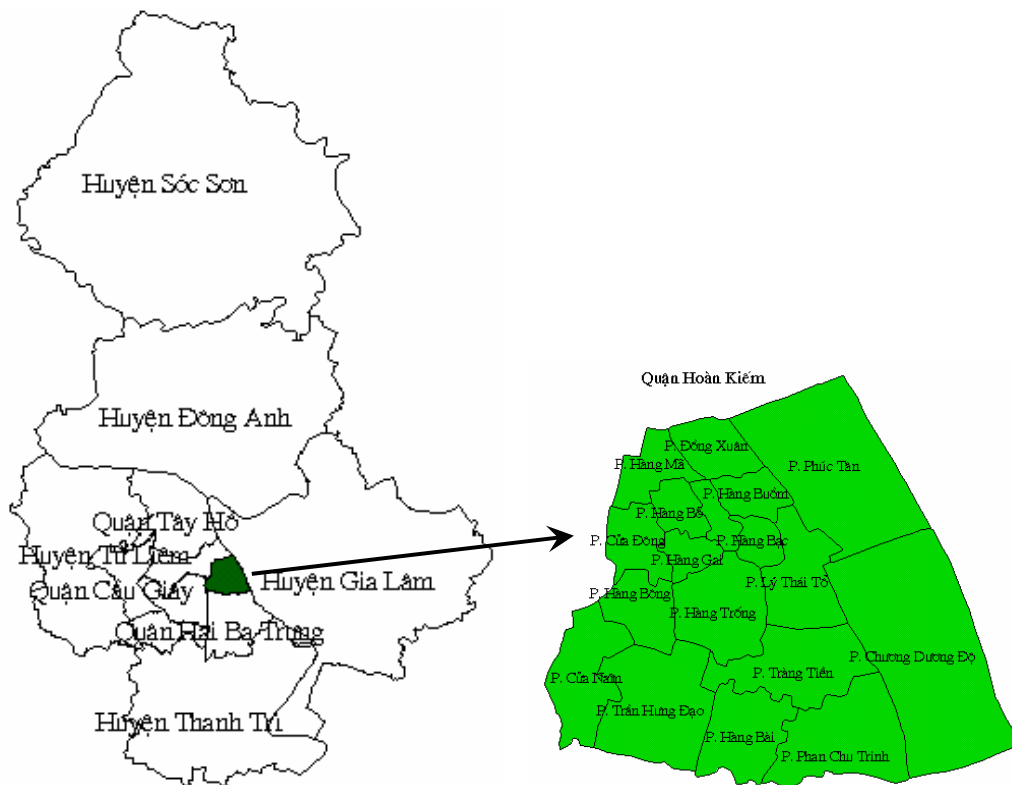 Huyện Sóc Sơn
Huyện Đông Anh
Quận Tây Hồ
Huyện Từ Liêm
Quận Cầu Giấy
Huyện Gia Lâm
Quận Hai Bà Trưng
Huyện Thanh Trì
Quận Hoàn Kiếm
P. Đồng Xuân
P. Hàng Mã
P. Phúc Tân
P. Hàng Buồm
P. Hàng Bồ
P. Cửa Đông
P. Hàng Bạc
P. Hàng Gai
P. Lý Thái Tổ
P. Hàng Bông
P. Hàng Trống
P. Chương Dương Độ
P. Tràng Tiền
P. Cửa Nam
P. Trần Hưng Đạo
P. Hàng Bài
P. Phan Chu Trinh